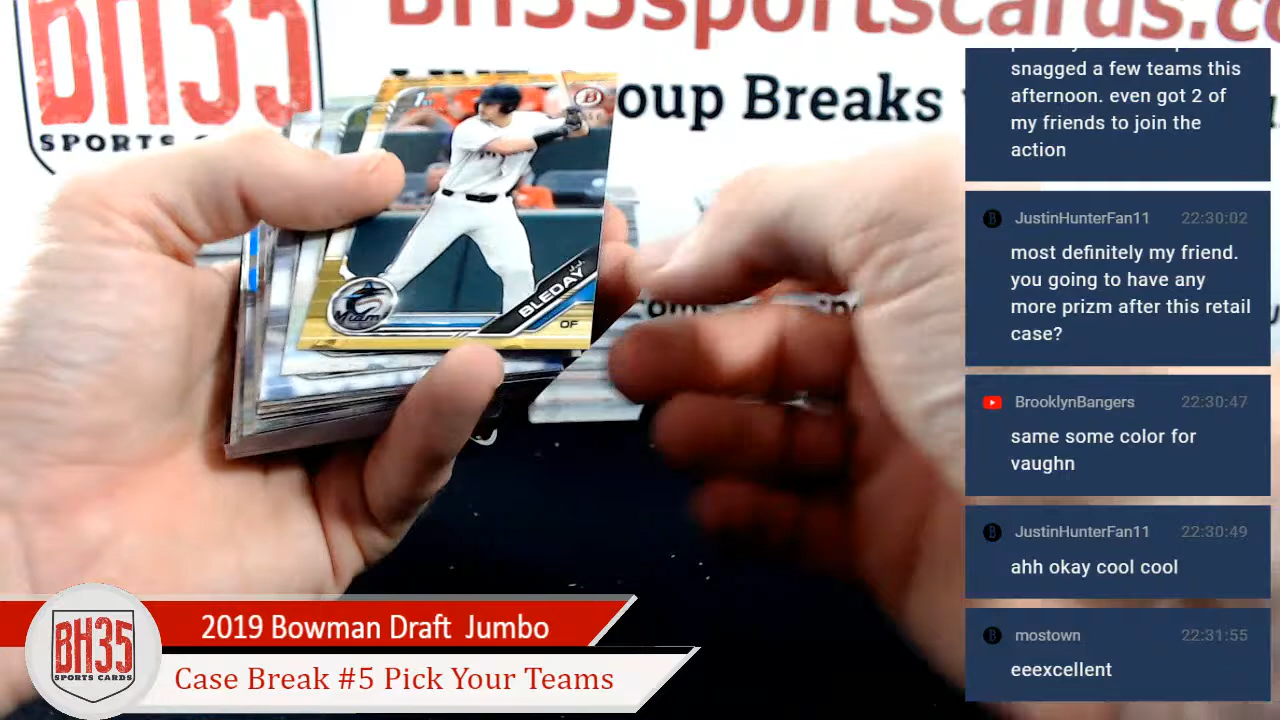 BH35sportscards.co
BH35
SPORTS
oup Breaks
1st
BLEDAY
OF
snagged a few teams this
afternoon. even got 2 of
my friends to join the
action
JustinHunterFan11 22:30:02
most definitely my friend.
you going to have any
more prizm after this retail
case?
BrooklynBangers 22:30:47
same some color for
vaughn
JustinHunterFan11 22:30:49
ahh okay cool cool
mostown 22:31:55
eeexcellent
BH35
SPORTS CARDS
2019 Bowman Draft Jumbo
Case Break #5 Pick Your Teams